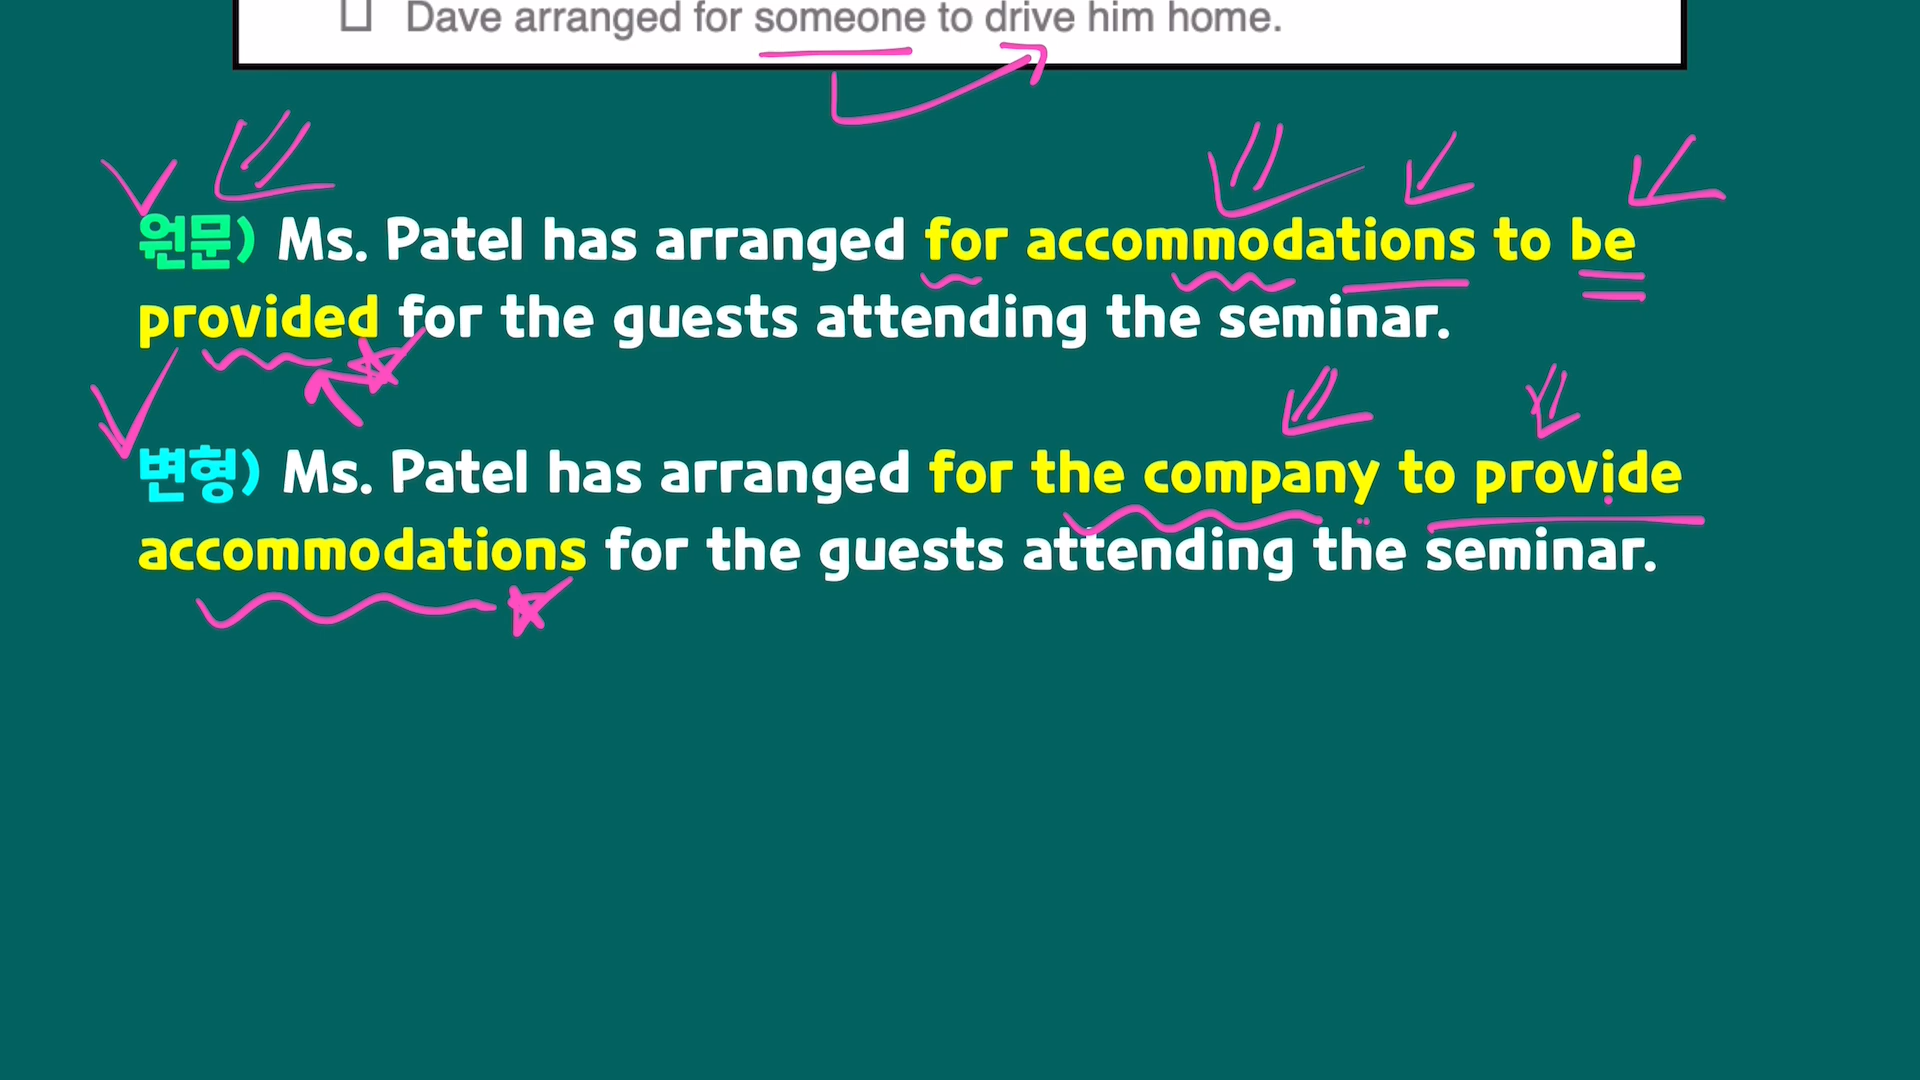 Dave arranged for someone to drive him home.
원문) Ms. Patel has arranged for accommodations to be
provided for the guests attending the seminar.
변형) Ms. Patel has arranged for the company to provide
accommodations for the guests attending the seminar.